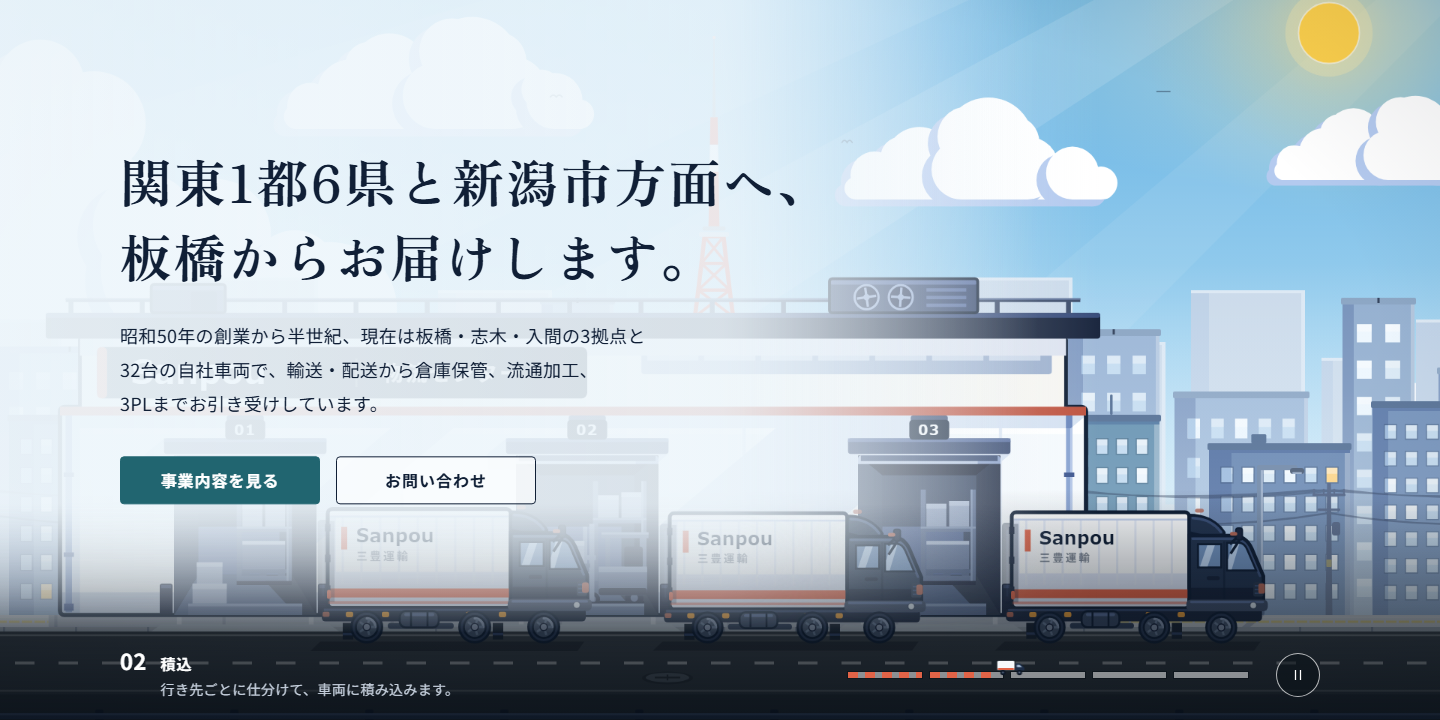 関東1都6県と新潟市方面へ、
板橋からお届けします。
昭和50年の創業から半世紀、現在は板橋・志木・入間の3拠点と
32台の自社車両で、輸送・配送から倉庫保管、流通加工、
3PLまでお引き受けしています。
Sanpou
01
02
03
事業内容を見る
お問い合わせ
Sanpou
三豊運輸
Sanpou
三豊運輸
Sanpou
三豊運輸
02 積込
行き先ごとに仕分けて、車両に積み込みます。